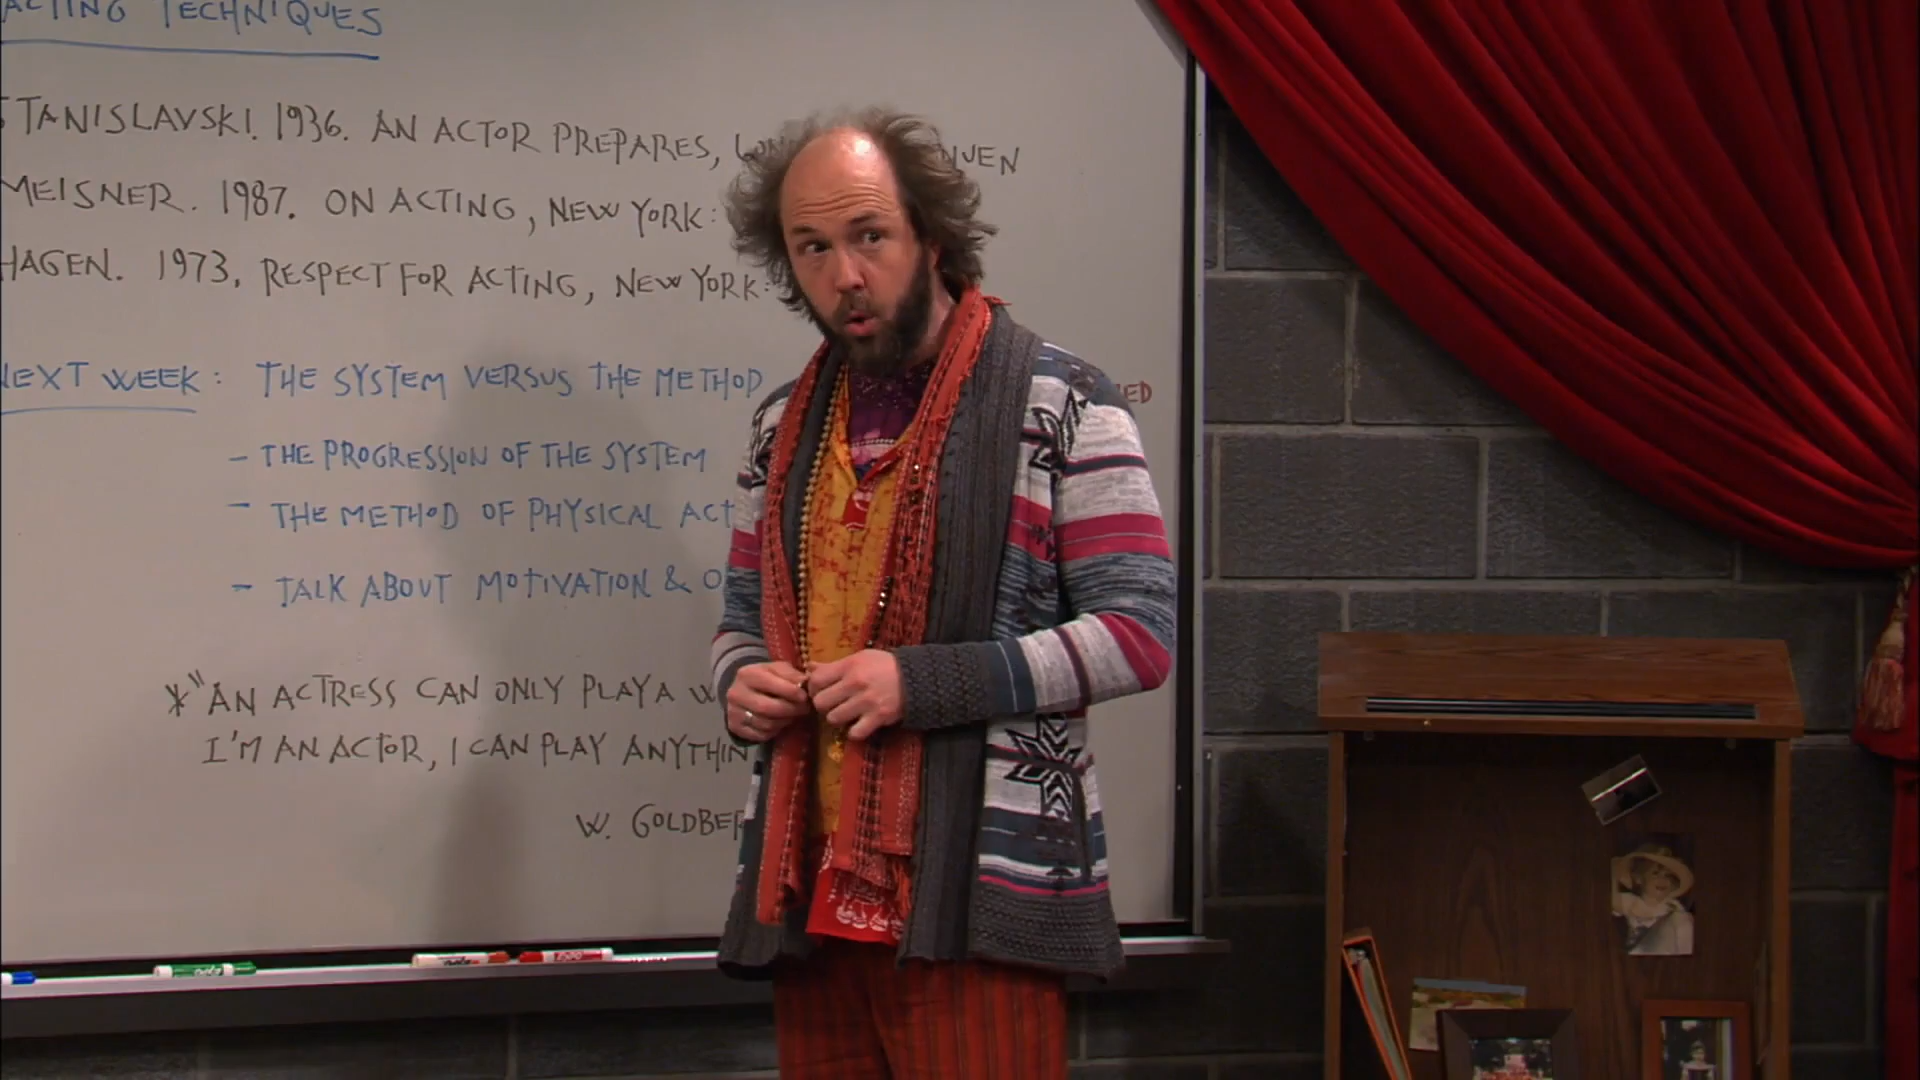 ACTING TECHNIQUES
STANISLAVSKI. 1936. AN ACTOR PREPARES,
MEISNER. 1987. ON ACTING, NEW YORK:
HAGEN. 1973, RESPECT FOR ACTING, NEW YORK:
NEXT WEEK: THE SYSTEM VERSUS THE METHOD
- THE PROGRESSION OF THE SYSTEM
- THE METHOD OF PHYSICAL ACT
- TALK ABOUT MOTIVATION & O
*"AN ACTRESS CAN ONLY PLAY A W
I'M AN ACTOR, I CAN PLAY ANYTHIN
W. GOLDBER